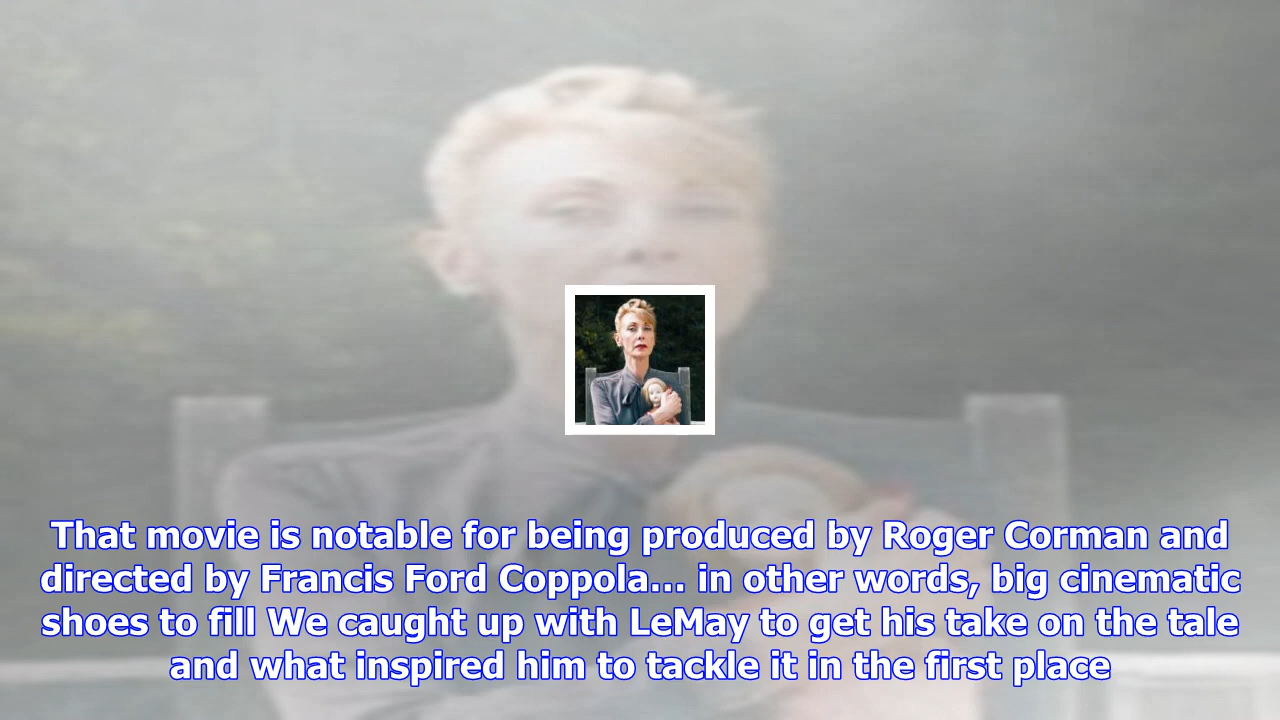 That movie is notable for being produced by Roger Corman and
directed by Francis Ford Coppola... in other words, big cinematic
shoes to fill We caught up with LeMay to get his take on the tale
and what inspired him to tackle it in the first place